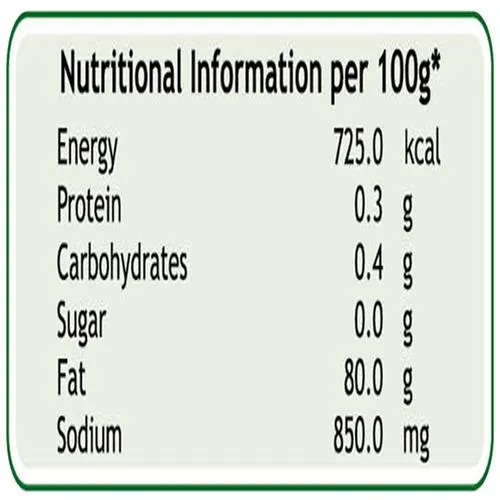 Nutritional Information per 100g*
Energy 725.0 kcal
Protein 0.3 g
Carbohydrates 0.4 g
Sugar 0.0 g
Fat 80.0 g
Sodium 850.0 mg